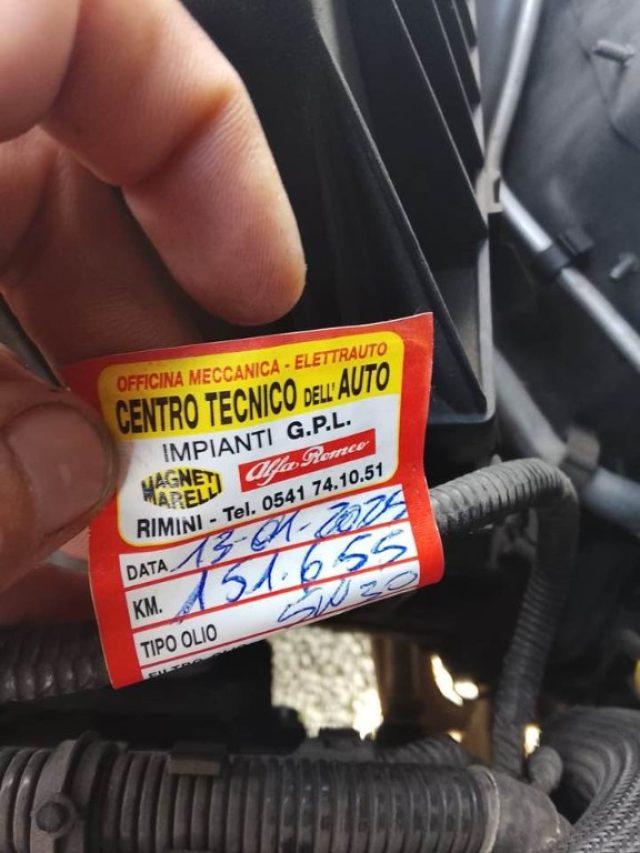 OFFICINA MECCANICA - ELETTRAUTO
CENTRO TECNICO DELL'AUTO
IMPIANTI G.P.L.
MAGNETI MARELLI
Alfa Romeo
RIMINI - Tel. 0541 74.10.51
DATA 13-01-2025
KM. 151.655
TIPO OLIO 5W20